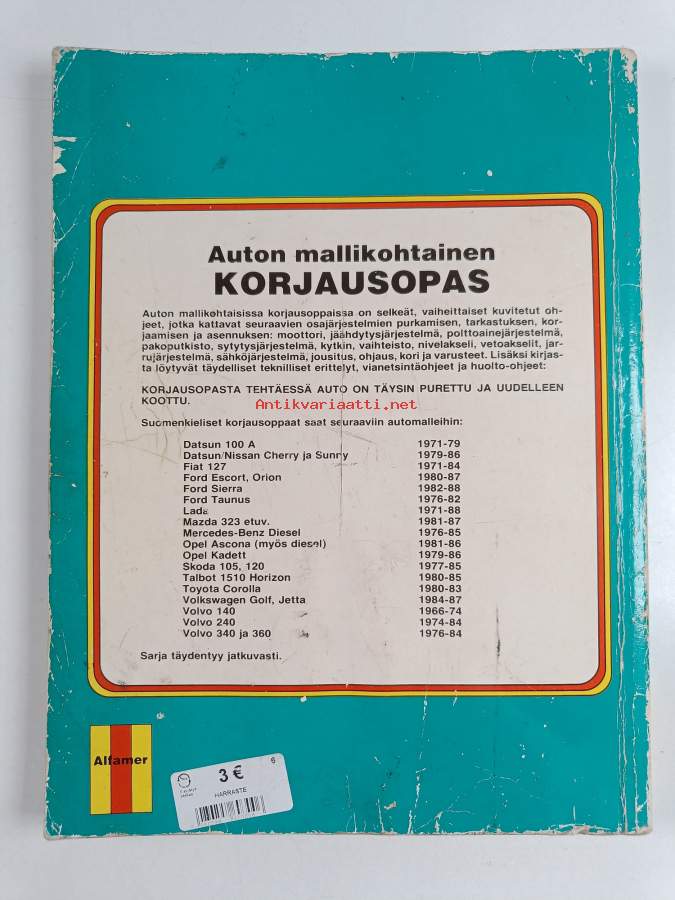 Auton mallikohtainen
KORJAUSOPAS
Auton mallikohtaisissa korjausoppaissa on selkeät, vaiheittaiset kuvitetut oh-
jeet, jotka kattavat seuraavien osajärjestelmien purkamisen, tarkastuksen, kor-
jaamisen ja asennuksen: moottori, jäähdytysjärjestelmä, polttoainejärjestelmä,
pakoputkisto, sytytysjärjestelmä, kytkin, vaihteisto, nivelakseli, vetoakselit, jar-
rujärjestelmä, sähköjärjestelmä, jousitus, ohjaus, kori ja varusteet. Lisäksi kirjas-
ta löytyvät täydelliset teknilliset erittelyt, vianetsintäohjeet ja huolto-ohjeet:
KORJAUSOPASTA TEHTÄESSÄ AUTO ON TÄYSIN PURETTU JA UUDELLEEN
KOOTTU.
Antikvariaatti.net
Suomenkieliset korjausoppaat saat seuraaviin automalleihin:
Datsun 100 A 1971-79
Datsun/Nissan Cherry ja Sunny 1979-86
Fiat 127 1971-84
Ford Escort, Orion 1980-87
Ford Sierra 1982-88
Ford Taunus 1976-82
Lada 1971-88
Mazda 323 etuv. 1981-87
Mercedes-Benz Diesel 1976-85
Opel Ascona (myös diesel) 1981-86
Opel Kadett 1979-86
Skoda 105, 120 1977-85
Talbot 1510 Horizon 1980-85
Toyota Corolla 1980-83
Volkswagen Golf, Jetta 1984-87
Volvo 140 1966-74
Volvo 240 1974-84
Volvo 340 ja 360 1976-84
Sarja täydentyy jatkuvasti.
Alfamer
6
3 €
HARRASTE